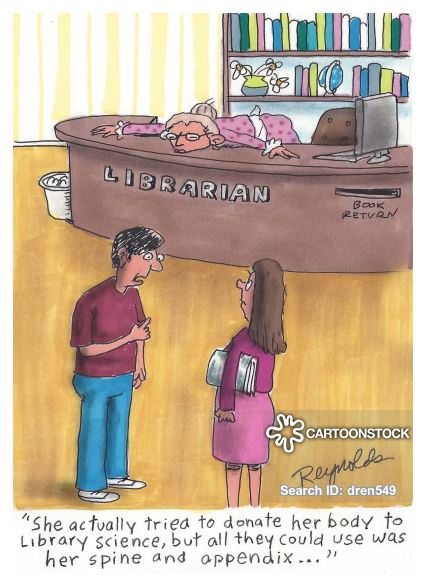 LIBRARIAN
BOOK
RETURN
CARTOONSTOCK
Reynolds
Search ID: dren549
"She actually tried to donate her body to
Library science, but all they could use was
her spine and appendix..."